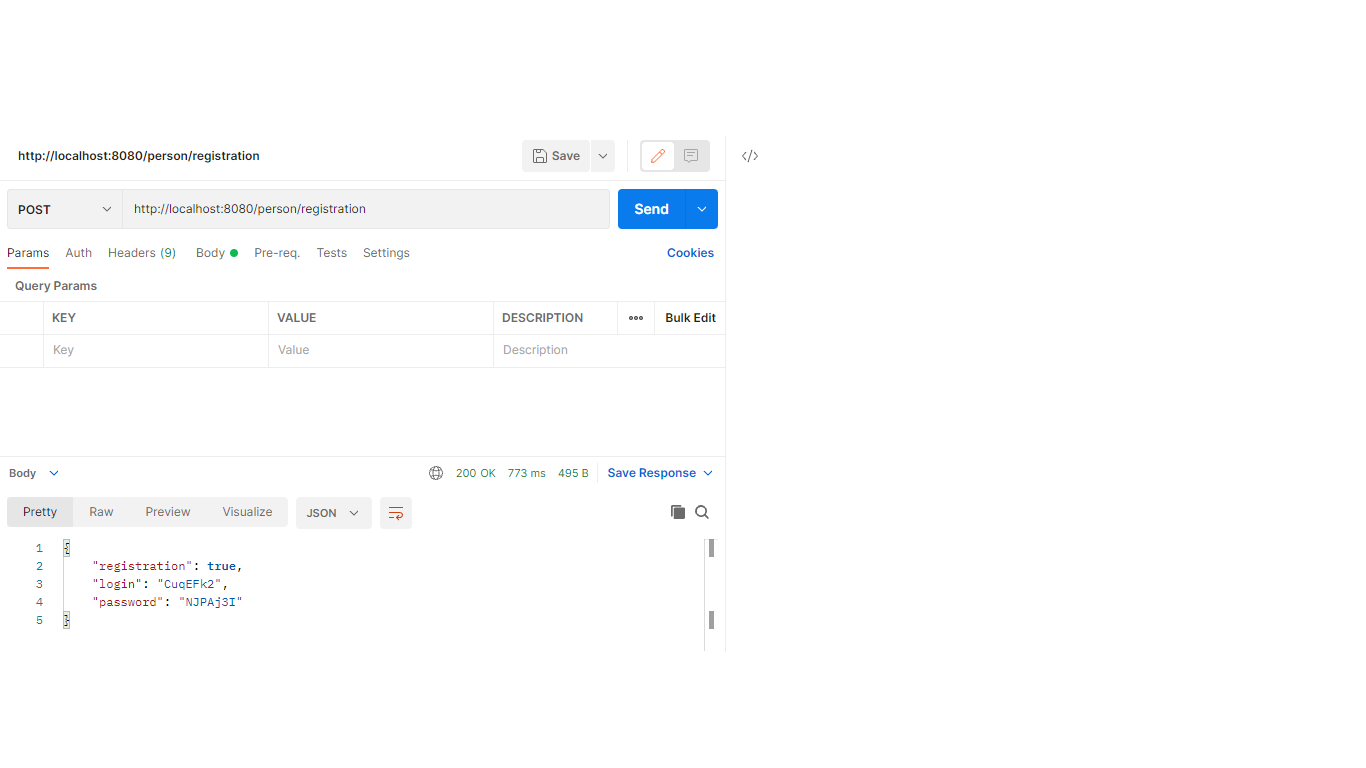 http://localhost:8080/person/registration Save </>
POST http://localhost:8080/person/registration Send
Params Auth Headers (9) Body Pre-req. Tests Settings Cookies
Query Params
KEY VALUE DESCRIPTION ooo Bulk Edit
Key Value Description
Body 200 OK 773 ms 495 B Save Response
Pretty Raw Preview Visualize JSON
1 {
2 "registration": true,
3 "login": "CuqEFk2",
4 "password": "NJPAj3I"
5 }